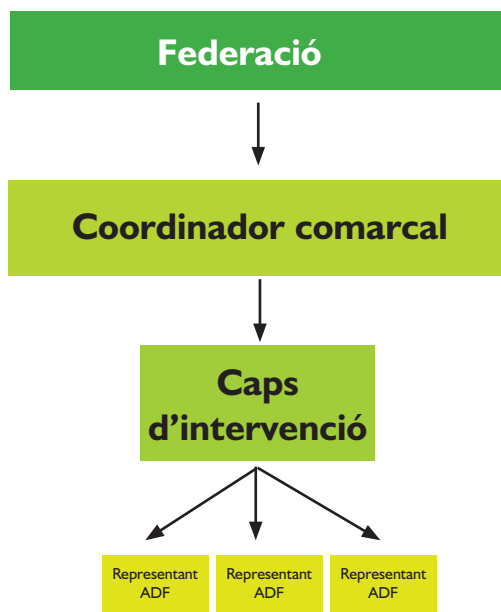 Federació
Coordinador comarcal
Caps
d’intervenció
Representant
ADF
Representant
ADF
Representant
ADF